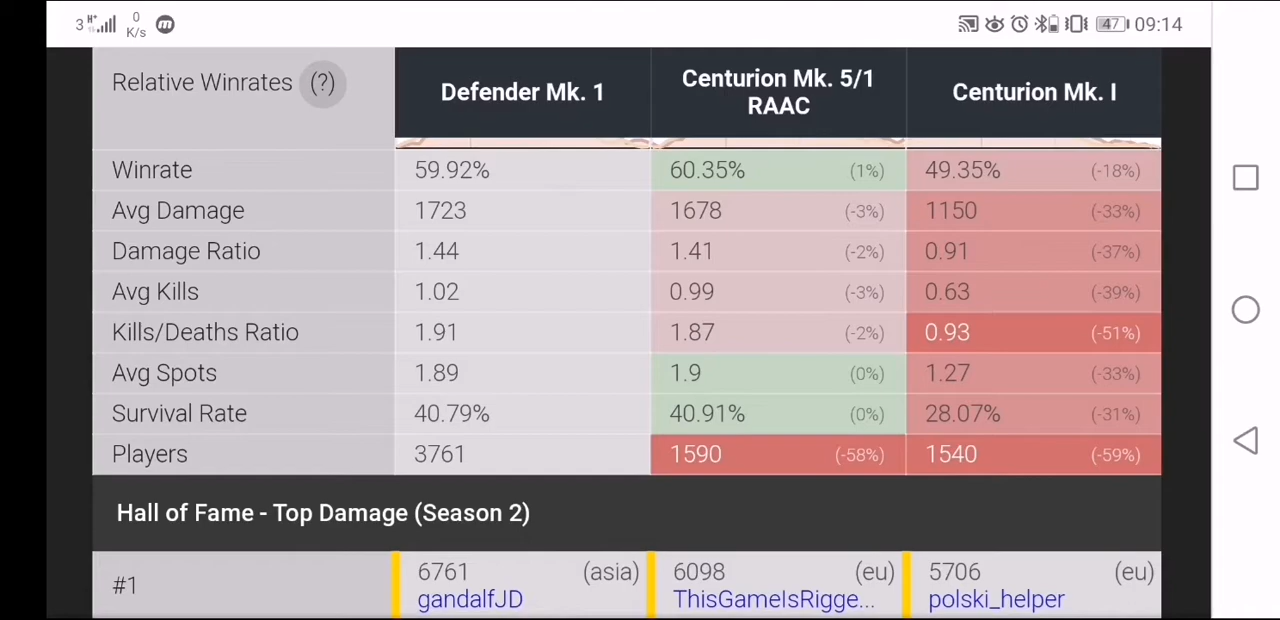 3 H+ 0 K/s m 47 09:14
Relative Winrates (?) Defender Mk. 1 Centurion Mk. 5/1 RAAC Centurion Mk. I
Winrate 59.92% 60.35% (1%) 49.35% (-18%)
Avg Damage 1723 1678 (-3%) 1150 (-33%)
Damage Ratio 1.44 1.41 (-2%) 0.91 (-37%)
Avg Kills 1.02 0.99 (-3%) 0.63 (-39%)
Kills/Deaths Ratio 1.91 1.87 (-2%) 0.93 (-51%)
Avg Spots 1.89 1.9 (0%) 1.27 (-33%)
Survival Rate 40.79% 40.91% (0%) 28.07% (-31%)
Players 3761 1590 (-58%) 1540 (-59%)
Hall of Fame - Top Damage (Season 2)
#1 6761 (asia) 6098 (eu) 5706 (eu)
gandalfJD ThisGameIsRigge... polski_helper